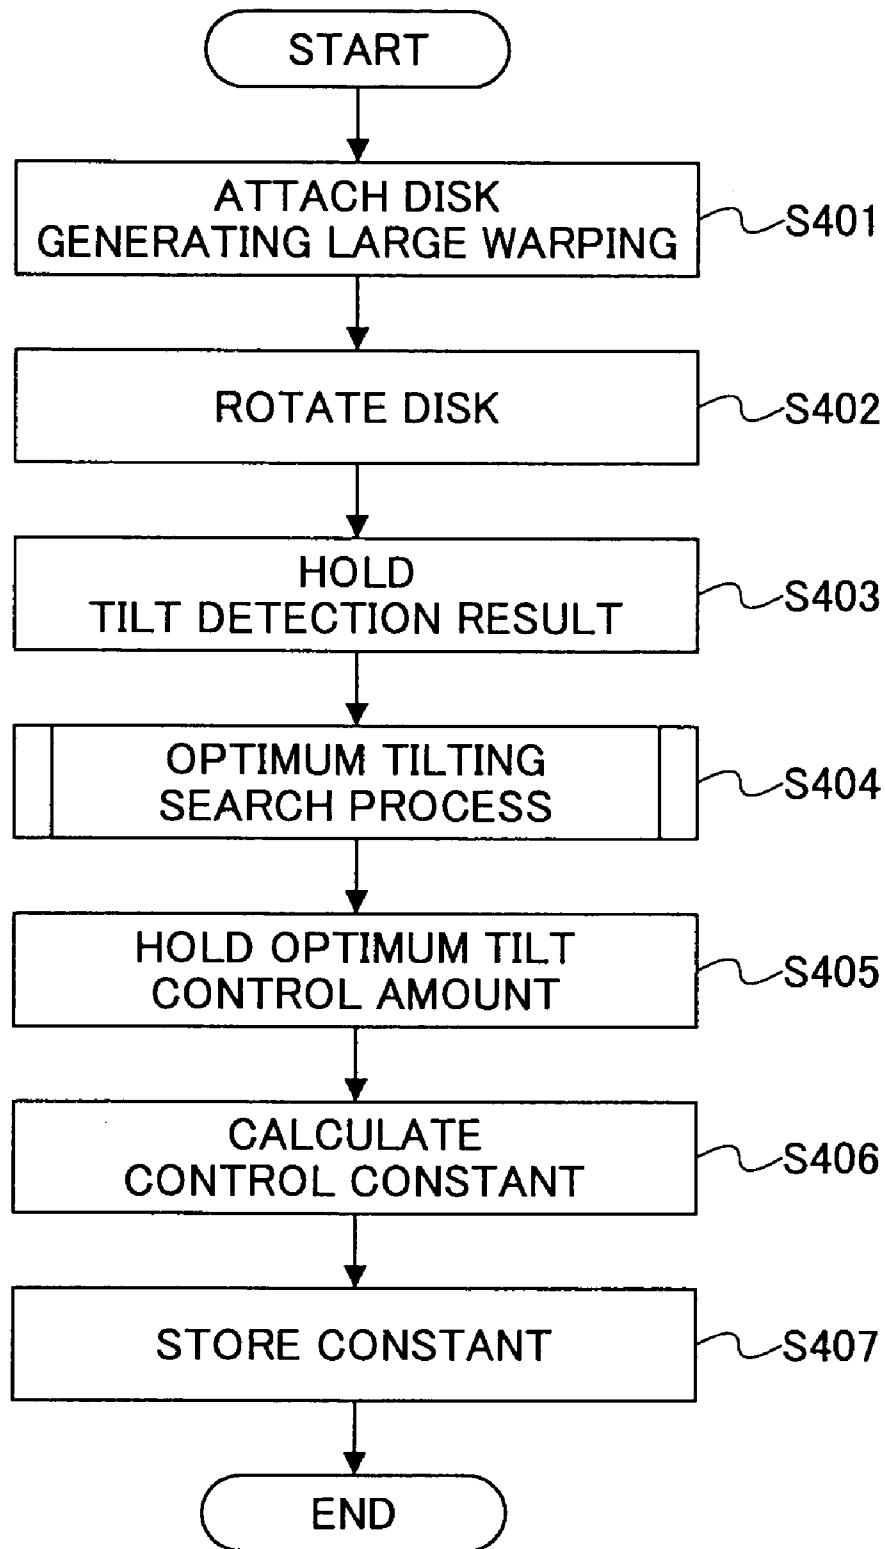 START
ATTACH DISK
GENERATING LARGE WARPING
S401
ROTATE DISK
S402
HOLD
TILT DETECTION RESULT
S403
OPTIMUM TILTING
SEARCH PROCESS
S404
HOLD OPTIMUM TILT
CONTROL AMOUNT
S405
CALCULATE
CONTROL CONSTANT
S406
STORE CONSTANT
S407
END